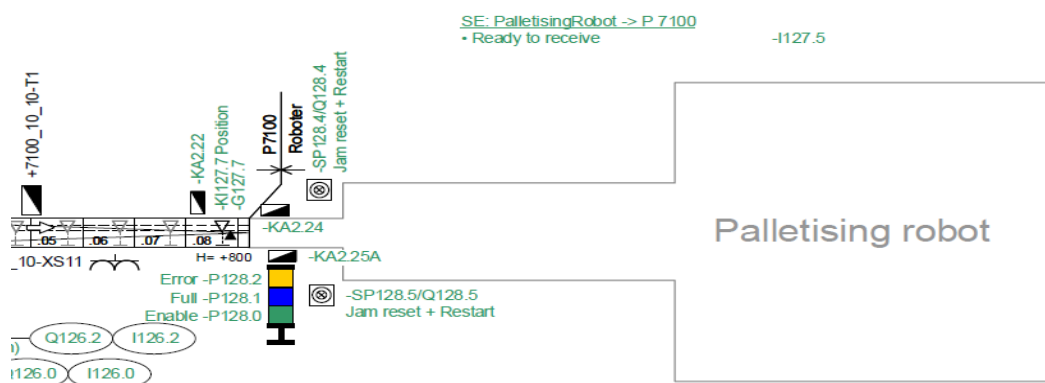 SE: PalletisingRobot -> P 7100
• Ready to receive -I127.5
+7100_10_10-T1
-KA2.22
-KI127.7 Position
-G127.7
P7100
Roboter
-SP128.4/Q128.4
Jam reset + Restart
-KA2.24
.05 .06 .07 .08
_10-XS11
H= +800
-KA2.25A
Error -P128.2
Full -P128.1
Enable -P128.0
-SP128.5/Q128.5
Jam reset + Restart
Palletising robot
Q126.2 I126.2
)
126.0 I126.0